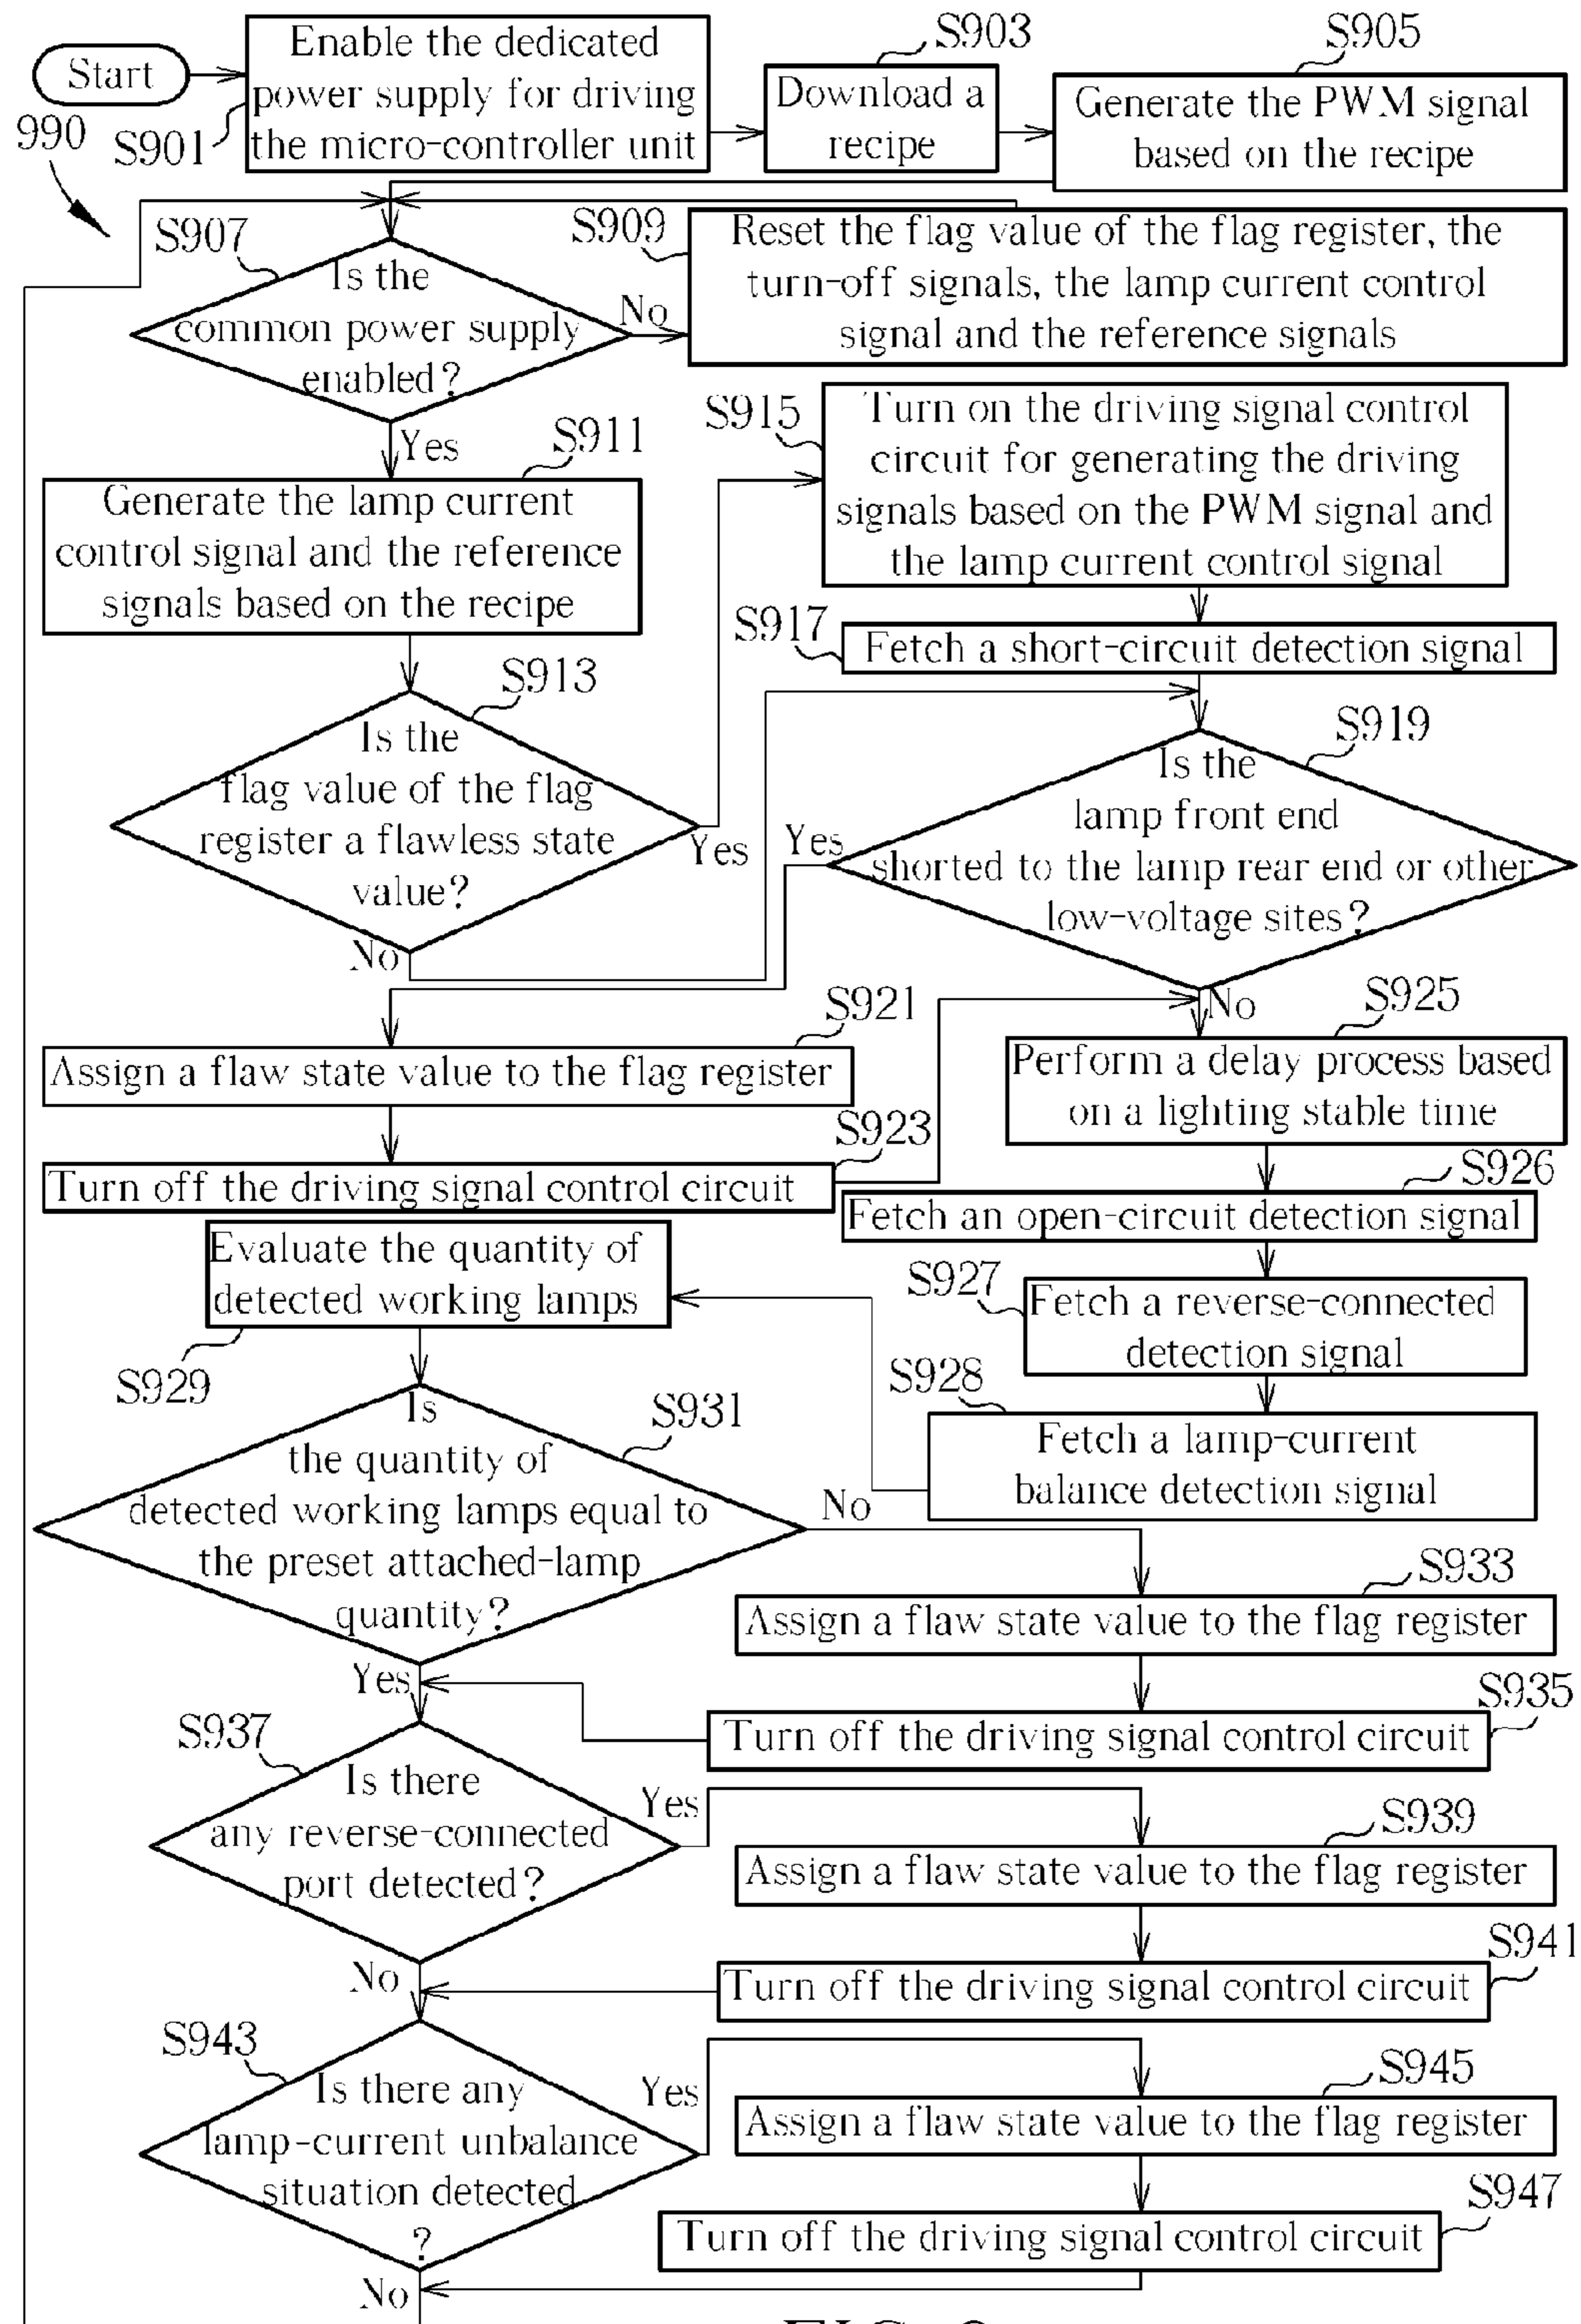 Start
Enable the dedicated
power supply for driving
the micro-controller unit
S901
990
S903
Download a
recipe
S905
Generate the PWM signal
based on the recipe
S907
Is the
common power supply
enabled?
No
Yes
S909
Reset the flag value of the flag register, the
turn-off signals, the lamp current control
signal and the reference signals
S911
Generate the lamp current
control signal and the reference
signals based on the recipe
S913
Is the
flag value of the flag
register a flawless state
value?
Yes
No
S915
Turn on the driving signal control
circuit for generating the driving
signals based on the PWM signal and
the lamp current control signal
S917
Fetch a short-circuit detection signal
S919
Is the
lamp front end
shorted to the lamp rear end or other
low-voltage sites?
Yes
No
S921
Assign a flaw state value to the flag register
S923
Turn off the driving signal control circuit
S925
Perform a delay process based
on a lighting stable time
S926
Fetch an open-circuit detection signal
S927
Fetch a reverse-connected
detection signal
S928
Fetch a lamp-current
balance detection signal
Evaluate the quantity of
detected working lamps
S929
S931
Is
the quantity of
detected working lamps equal to
the preset attached-lamp
quantity?
No
Yes
S933
Assign a flaw state value to the flag register
S935
Turn off the driving signal control circuit
S937
Is there
any reverse-connected
port detected?
Yes
No
S939
Assign a flaw state value to the flag register
S941
Turn off the driving signal control circuit
S943
Is there any
lamp-current unbalance
situation detected
?
Yes
No
S945
Assign a flaw state value to the flag register
S947
Turn off the driving signal control circuit